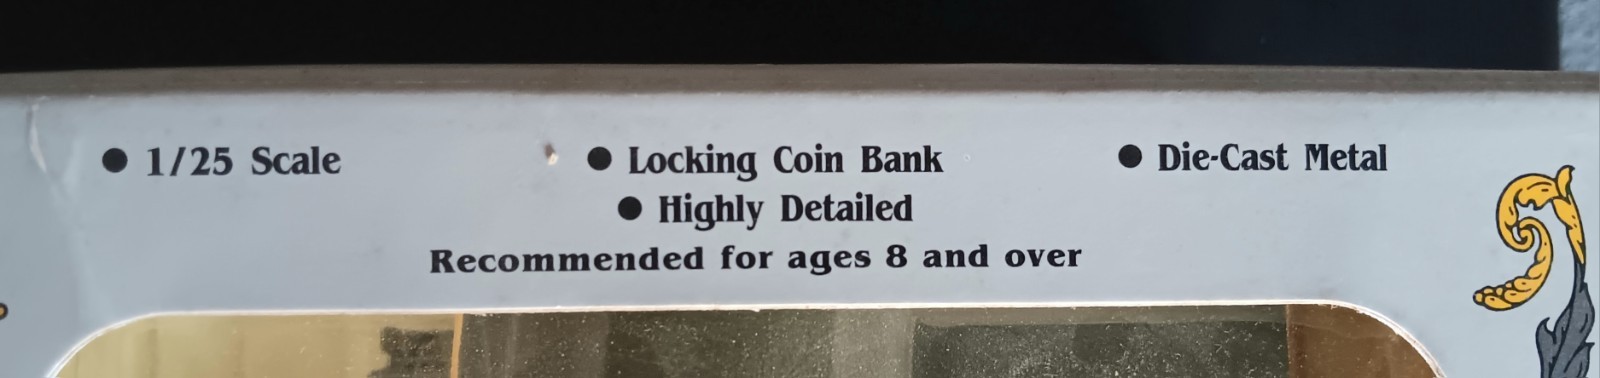 ● 1/25 Scale ● Locking Coin Bank ● Die-Cast Metal
● Highly Detailed
Recommended for ages 8 and over